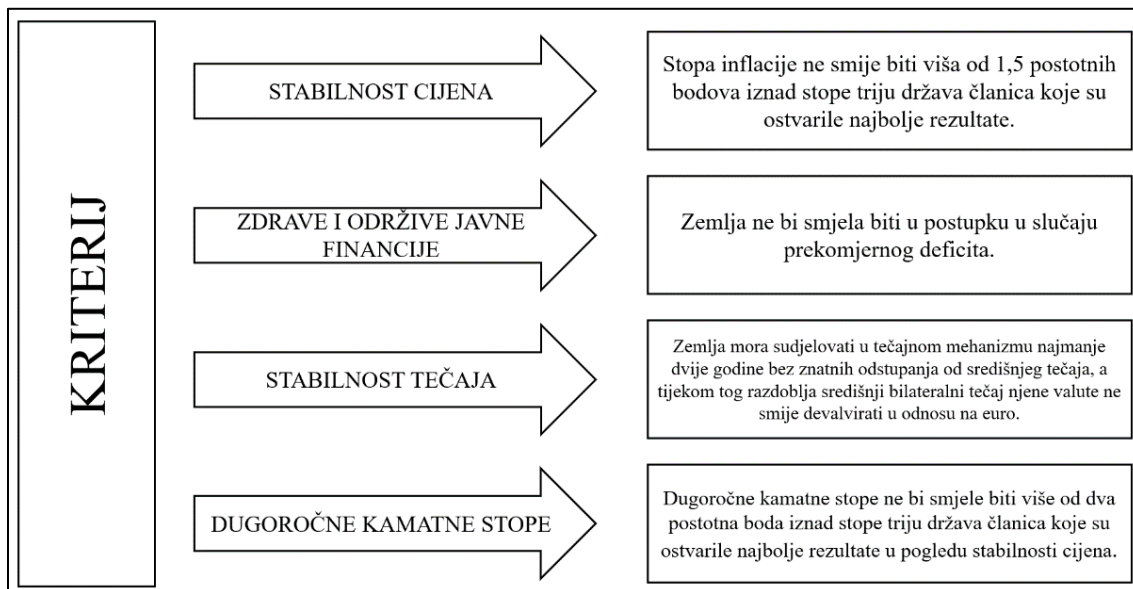 KRITERIJ
STABILNOST CIJENA
Stopa inflacije ne smije biti viša od 1,5 postotnih
bodova iznad stope triju država članica koje su
ostvarile najbolje rezultate.
ZDRAVE I ODRŽIVE JAVNE
FINANCIJE
Zemlja ne bi smjela biti u postupku u slučaju
prekomjernog deficita.
STABILNOST TEČAJA
Zemlja mora sudjelovati u tečajnom mehanizmu najmanje
dvije godine bez znatnih odstupanja od središnjeg tečaja, a
tijekom tog razdoblja središnji bilateralni tečaj njene valute ne
smije devalvirati u odnosu na euro.
DUGOROČNE KAMATNE STOPE
Dugoročne kamatne stope ne bi smjele biti više od dva
postotna boda iznad stope triju država članica koje su
ostvarile najbolje rezultate u pogledu stabilnosti cijena.